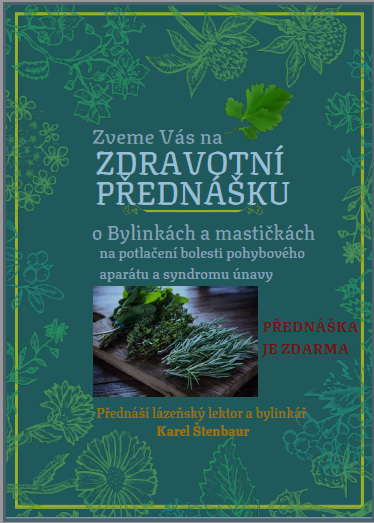 Zveme Vás na
ZDRAVOTNÍ
PŘEDNÁŠKU
o Bylinkách a mastičkách
na potlačení bolesti pohybového
aparátu a syndromu únavy
PŘEDNÁŠKA
JE ZDARMA
Přednáší lázeňský lektor a bylinkář
Karel Štenbaur